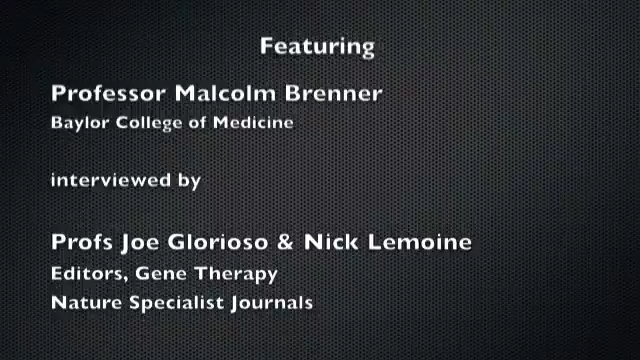 Featuring
Professor Malcolm Brenner
Baylor College of Medicine
interviewed by
Profs Joe Glorioso & Nick Lemoine
Editors, Gene Therapy
Nature Specialist Journals